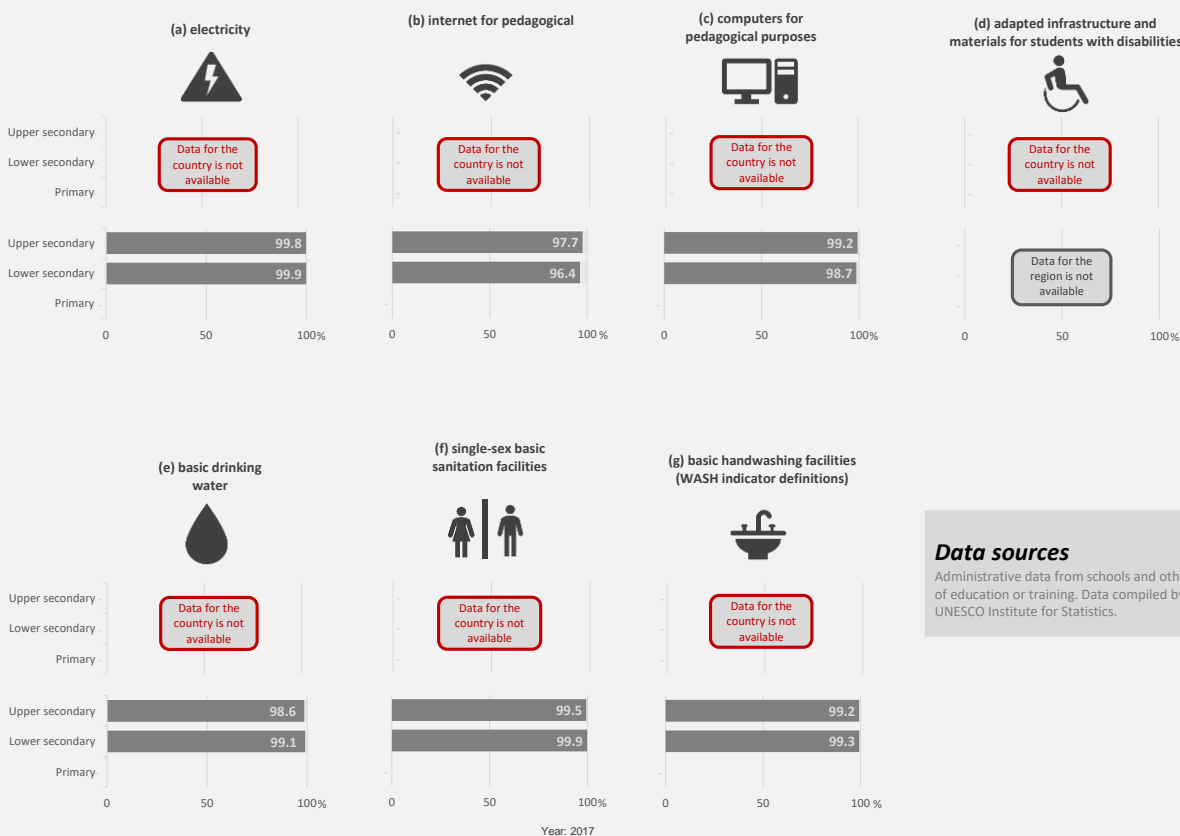 (a) electricity
(b) internet for pedagogical
(c) computers for
pedagogical purposes
(d) adapted infrastructure and
materials for students with disabilities
Upper secondary
Lower secondary
Primary
Data for the
country is not
available
Data for the
country is not
available
Data for the
country is not
available
Data for the
country is not
available
Upper secondary
Lower secondary
Primary
99.8
99.9
97.7
96.4
99.2
98.7
Data for the
region is not
available
0 50 100%
0 50 100%
0 50 100%
0 50 100%
(e) basic drinking
water
(f) single-sex basic
sanitation facilities
(g) basic handwashing facilities
(WASH indicator definitions)
Upper secondary
Lower secondary
Primary
Data for the
country is not
available
Data for the
country is not
available
Data for the
country is not
available
Data sources
Administrative data from schools and oth
of education or training. Data compiled by
UNESCO Institute for Statistics.
Upper secondary
Lower secondary
Primary
98.6
99.1
99.5
99.9
99.2
99.3
0 50 100%
0 50 100%
0 50 100%
Year: 2017